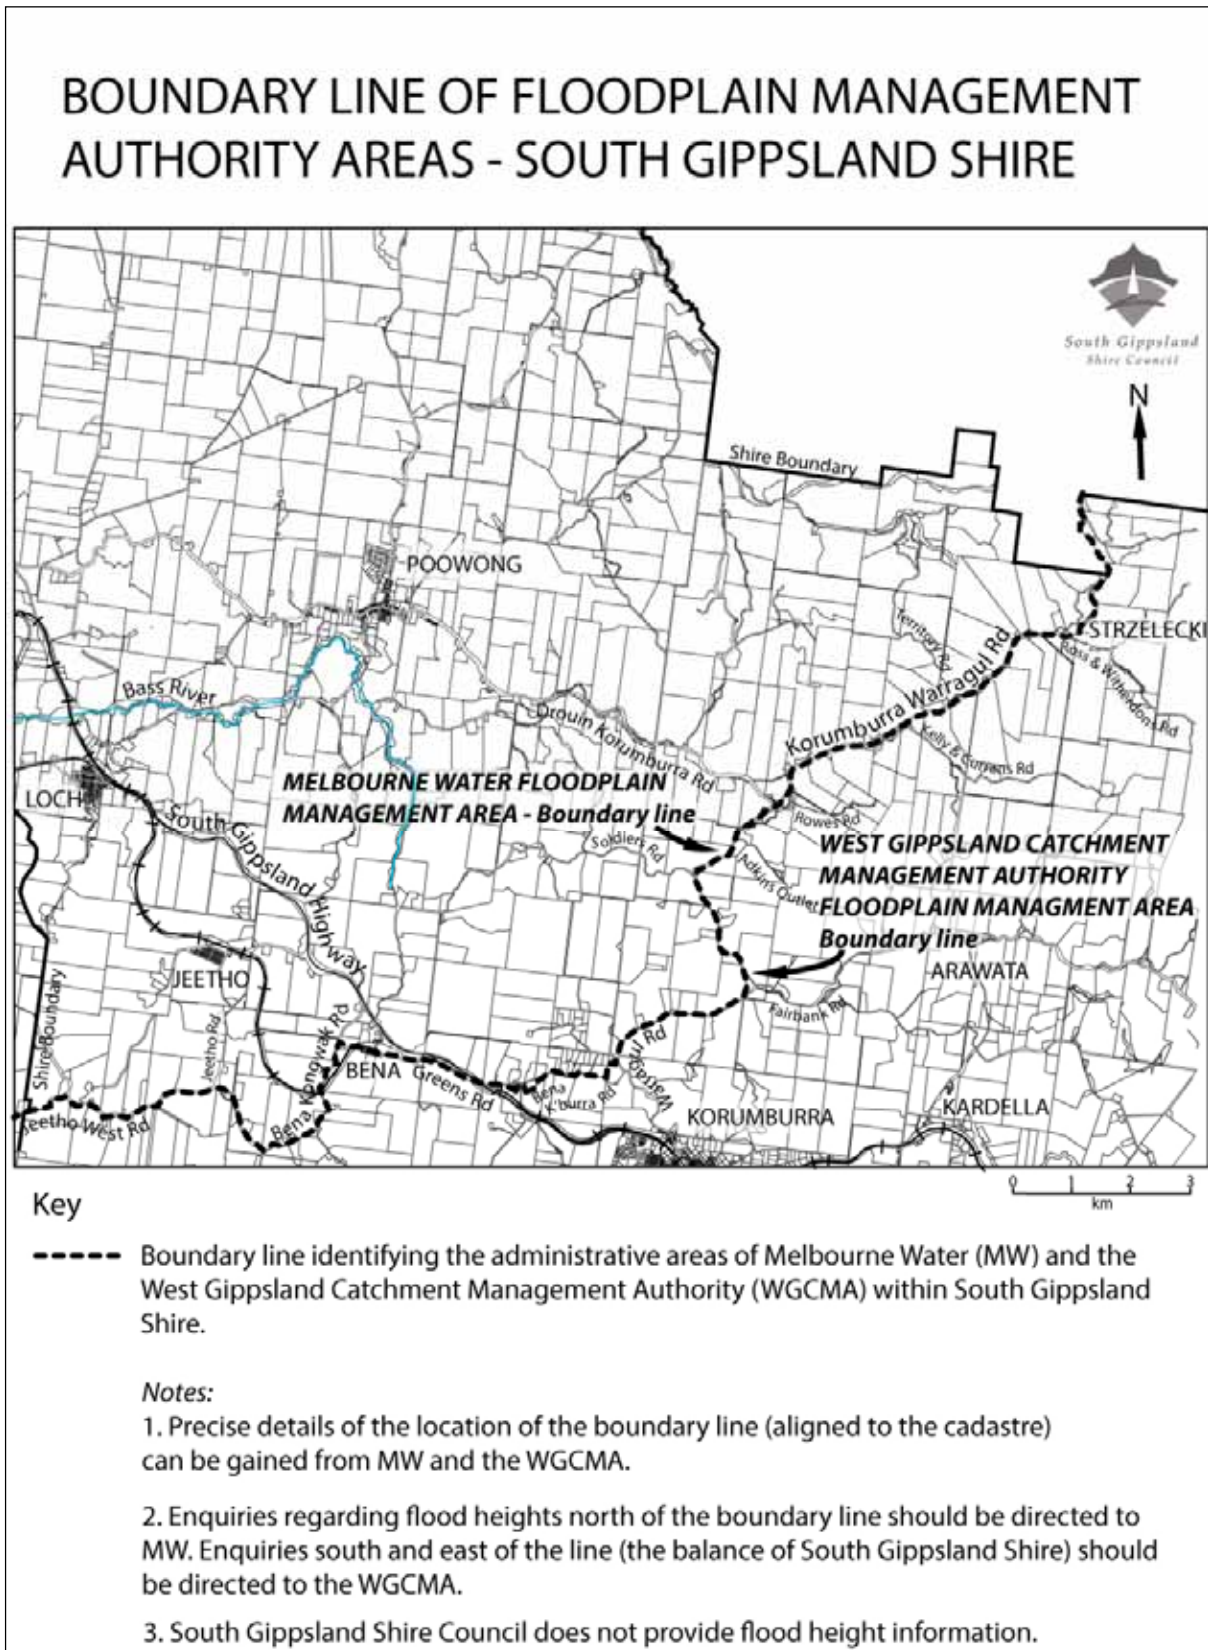 BOUNDARY LINE OF FLOODPLAIN MANAGEMENT
AUTHORITY AREAS - SOUTH GIPPSLAND SHIRE
South Gippsland
Shire Council
N
Shire Boundary
POOWONG
STRZELECKI
Territory Rd
Ross & Witherdons Rd
Bass River
Drouin Korumburra Rd
Korumburra Warragul Rd
Kelly & Currans Rd
MELBOURNE WATER FLOODPLAIN
MANAGEMENT AREA - Boundary line
LOCH
South Gippsland Highway
Soldiers Rd
Rowes Rd
Adkins Outlet
WEST GIPPSLAND CATCHMENT
MANAGEMENT AUTHORITY
FLOODPLAIN MANAGMENT AREA
Boundary line
JEETHO
ARAWATA
Shire Boundary
Jeetho Rd
Fairbank Rd
Bena Kongwak Rd
BENA
Greens Rd
Bena
K'burra Rd
Warragul Rd
Jeetho West Rd
KORUMBURRA
KARDELLA
0 1 2 3
km
Key
Boundary line identifying the administrative areas of Melbourne Water (MW) and the
West Gippsland Catchment Management Authority (WGCMA) within South Gippsland
Shire.
Notes:
1. Precise details of the location of the boundary line (aligned to the cadastre)
can be gained from MW and the WGCMA.
2. Enquiries regarding flood heights north of the boundary line should be directed to
MW. Enquiries south and east of the line (the balance of South Gippsland Shire) should
be directed to the WGCMA.
3. South Gippsland Shire Council does not provide flood height information.